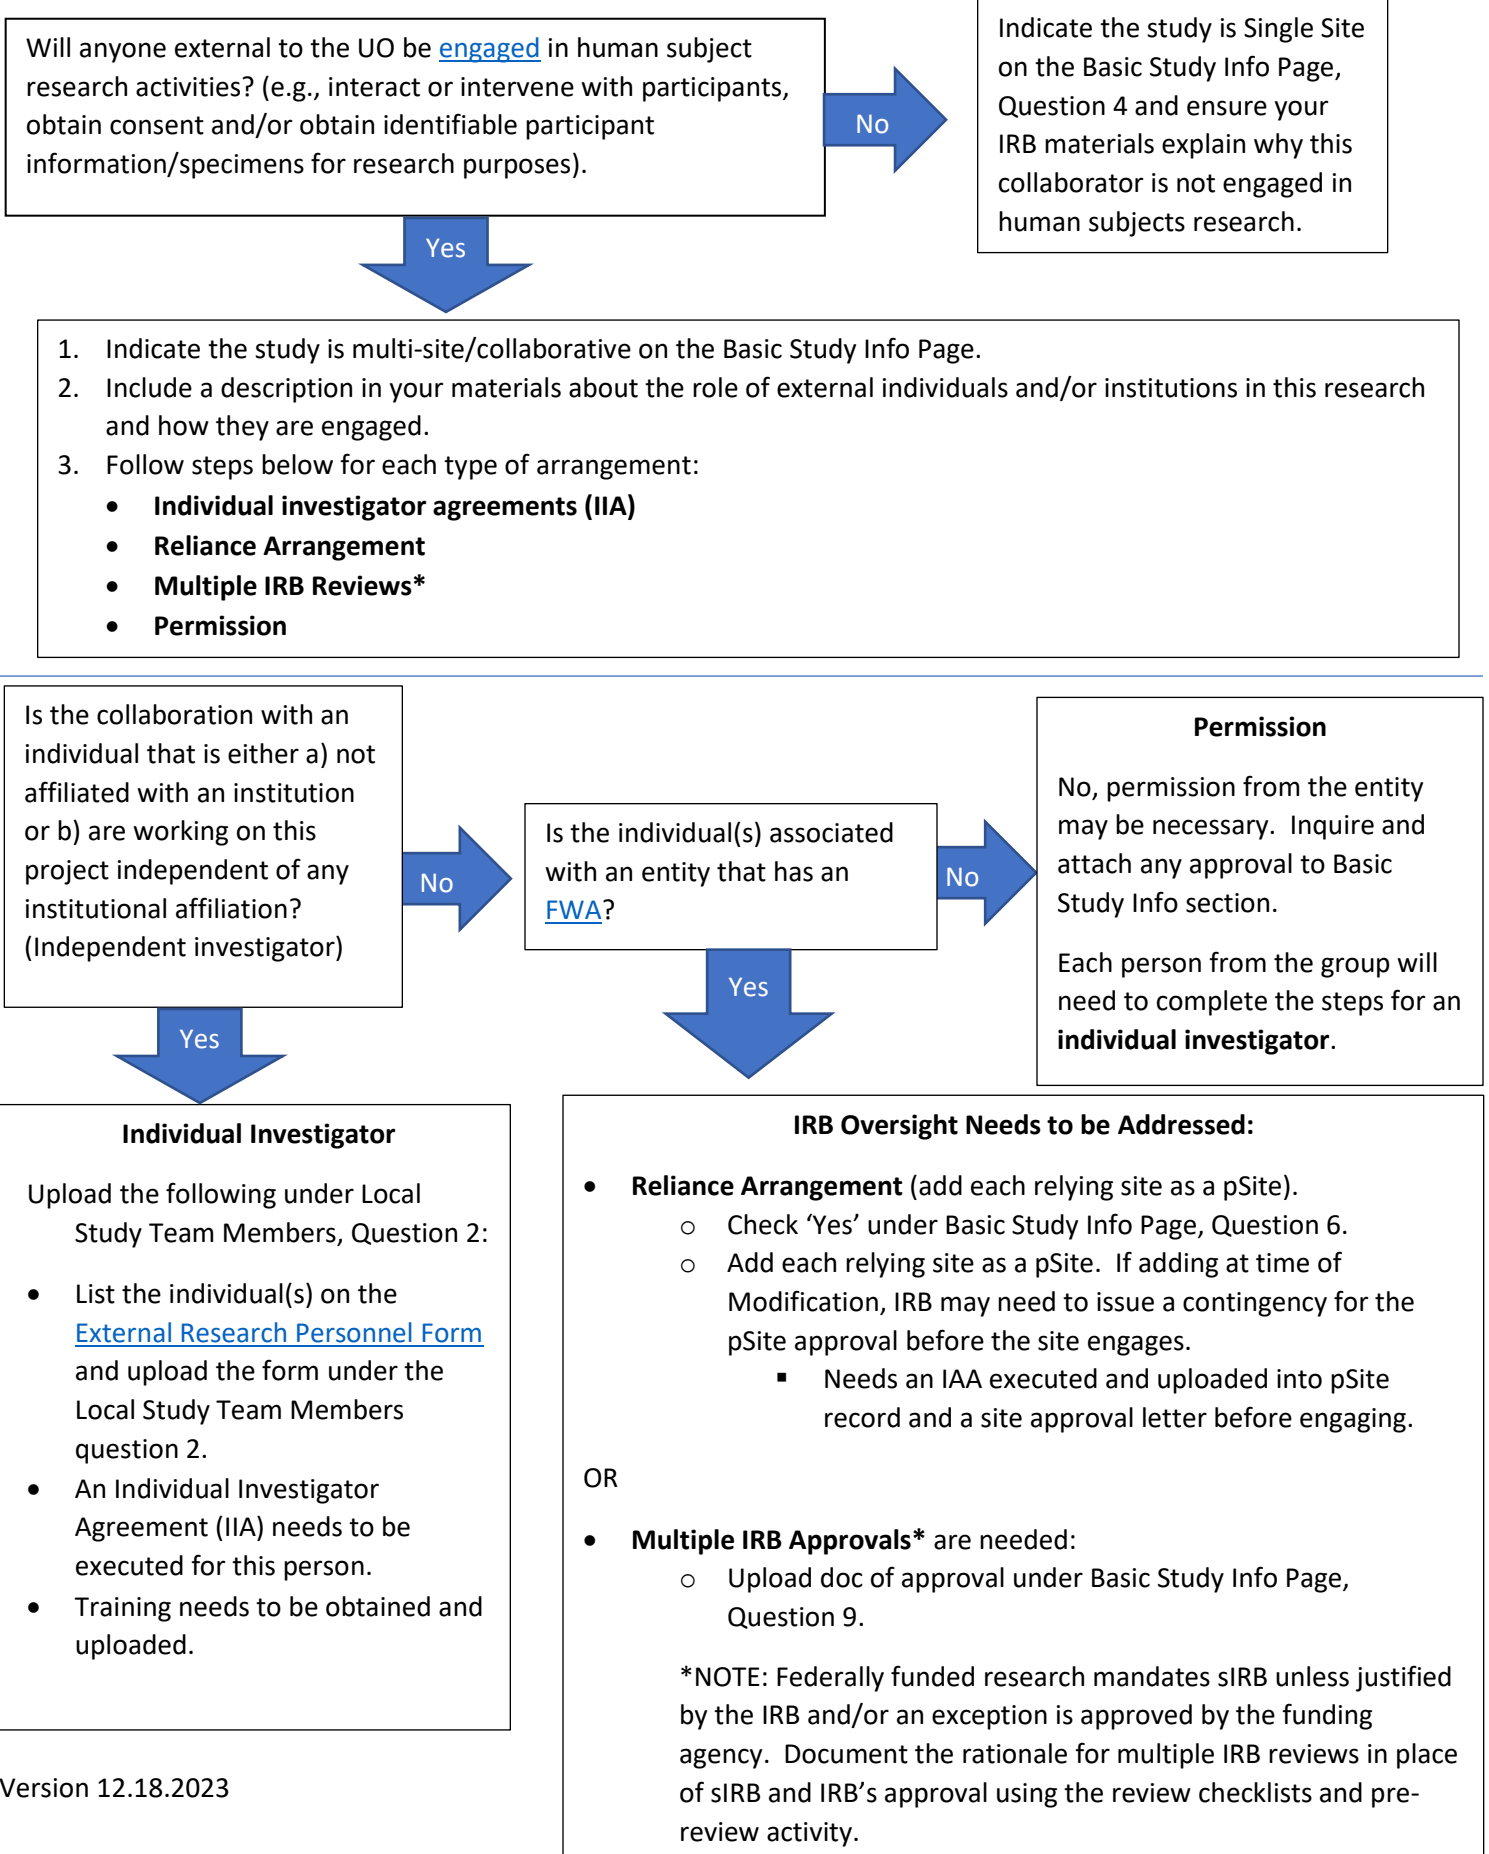 Will anyone external to the UO be engaged in human subject
research activities? (e.g., interact or intervene with participants,
obtain consent and/or obtain identifiable participant
information/specimens for research purposes).
No
Indicate the study is Single Site
on the Basic Study Info Page,
Question 4 and ensure your
IRB materials explain why this
collaborator is not engaged in
human subjects research.
Yes
1. Indicate the study is multi-site/collaborative on the Basic Study Info Page.
2. Include a description in your materials about the role of external individuals and/or institutions in this research
and how they are engaged.
3. Follow steps below for each type of arrangement:
• Individual investigator agreements (IIA)
• Reliance Arrangement
• Multiple IRB Reviews*
• Permission
Is the collaboration with an
individual that is either a) not
affiliated with an institution
or b) are working on this
project independent of any
institutional affiliation?
(Independent investigator)
No
Is the individual(s) associated
with an entity that has an
FWA?
No
Permission
No, permission from the entity
may be necessary.  Inquire and
attach any approval to Basic
Study Info section.
Each person from the group will
need to complete the steps for an
individual investigator.
Yes
Yes
Individual Investigator
Upload the following under Local
Study Team Members, Question 2:
• List the individual(s) on the
External Research Personnel Form
and upload the form under the
Local Study Team Members
question 2.
• An Individual Investigator
Agreement (IIA) needs to be
executed for this person.
• Training needs to be obtained and
uploaded.
IRB Oversight Needs to be Addressed:
• Reliance Arrangement (add each relying site as a pSite).
o Check ‘Yes’ under Basic Study Info Page, Question 6.
o Add each relying site as a pSite.  If adding at time of
Modification, IRB may need to issue a contingency for the
pSite approval before the site engages.
▪ Needs an IAA executed and uploaded into pSite
record and a site approval letter before engaging.
OR
• Multiple IRB Approvals* are needed:
o Upload doc of approval under Basic Study Info Page,
Question 9.
*NOTE: Federally funded research mandates sIRB unless justified
by the IRB and/or an exception is approved by the funding
agency.  Document the rationale for multiple IRB reviews in place
of sIRB and IRB’s approval using the review checklists and pre-
review activity.
Version 12.18.2023